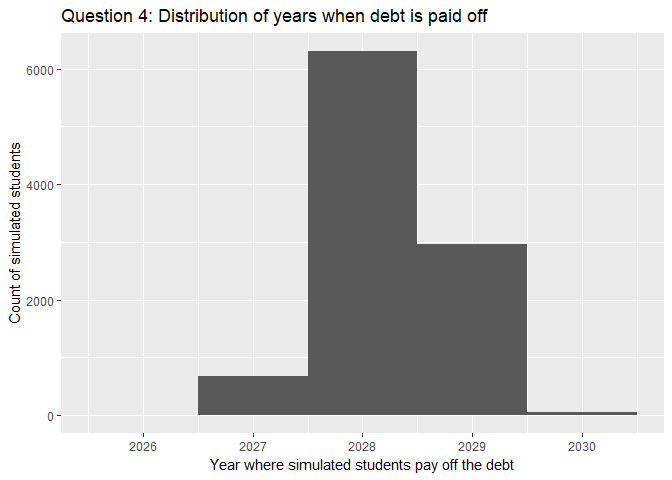 Question 4: Distribution of years when debt is paid off
Count of simulated students
6000
4000
2000
0
2026 2027 2028 2029 2030
Year where simulated students pay off the debt